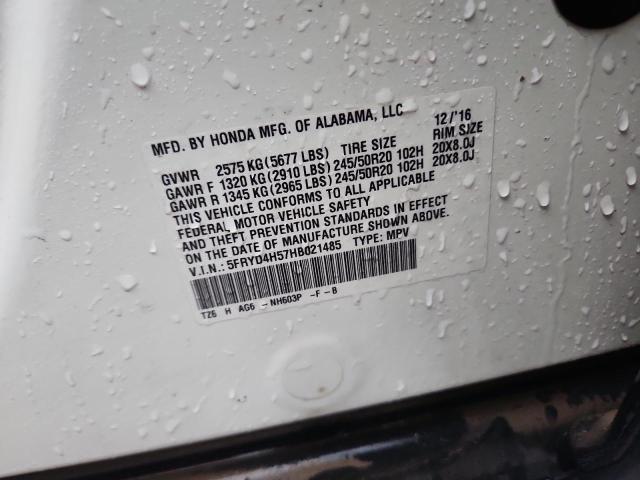 MFD. BY HONDA MFG. OF ALABAMA, LLC 12/'16
GVWR 2575 KG (5677 LBS) TIRE SIZE RIM SIZE
GAWR F 1320 KG (2910 LBS) 245/50R20 102H 20X8.0J
GAWR R 1345 KG (2965 LBS) 245/50R20 102H 20X8.0J
THIS VEHICLE CONFORMS TO ALL APPLICABLE
FEDERAL MOTOR VEHICLE SAFETY
AND THEFT PREVENTION STANDARDS IN EFFECT
ON THE DATE OF MANUFACTURE SHOWN ABOVE.
V.I.N.: 5FRYD4H57HB021485 TYPE: MPV
TZ6 H AG6 -NH603P -F-B